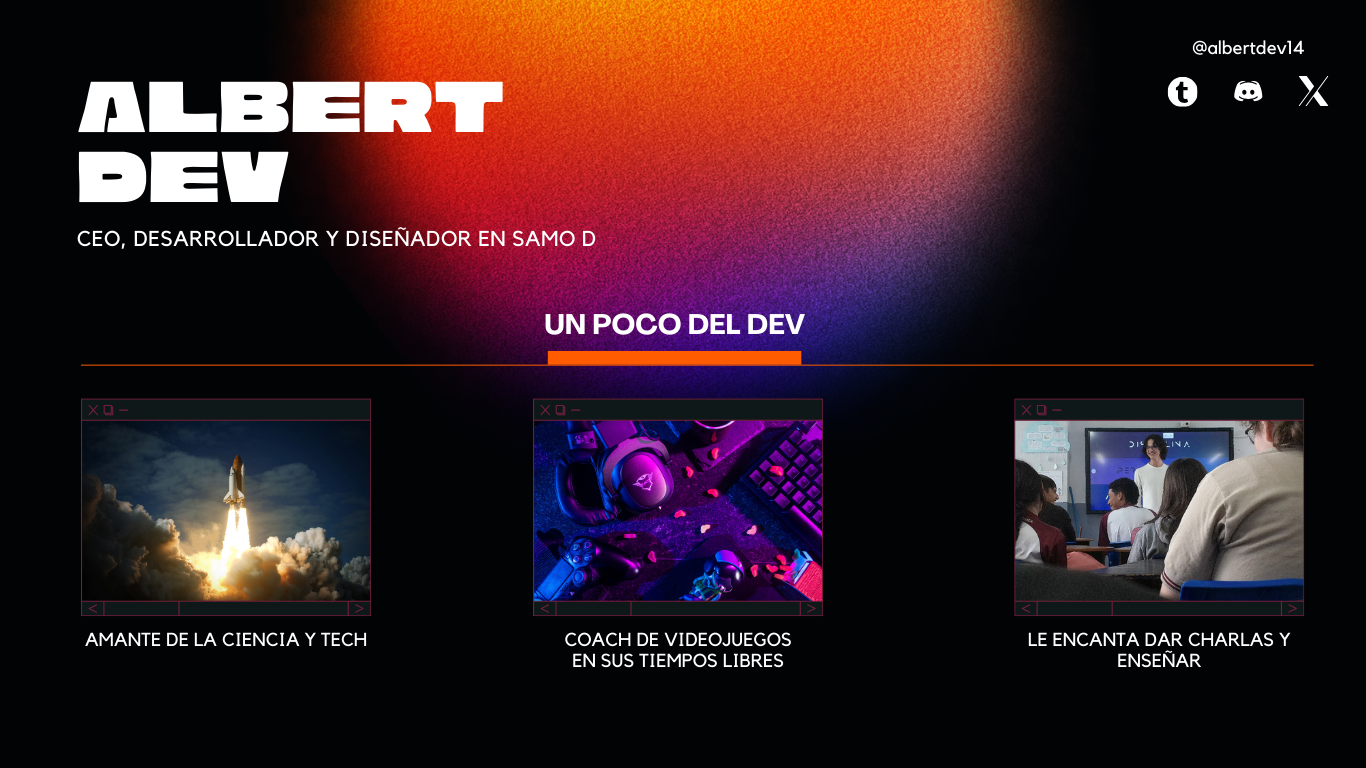 @albertdev14
ALBERT
DEV
CEO, DESARROLLADOR Y DISEÑADOR EN SAMO D
UN POCO DEL DEV
AMANTE DE LA CIENCIA Y TECH
COACH DE VIDEOJUEGOS
EN SUS TIEMPOS LIBRES
LE ENCANTA DAR CHARLAS Y
ENSEÑAR